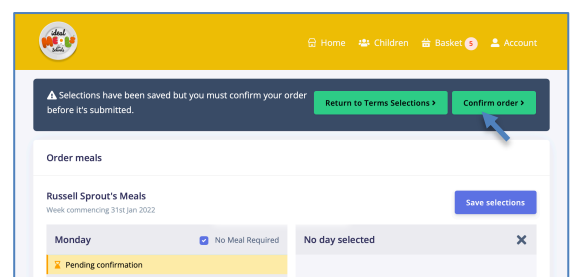 ideal
MEALS
Schools
Home Children Basket 5 Account
Selections have been saved but you must confirm your order
before it's submitted.
Return to Terms Selections >
Confirm order >
Order meals
Russell Sprout's Meals
Week commencing 31st Jan 2022
Save selections
Monday
No Meal Required
No day selected
Pending confirmation